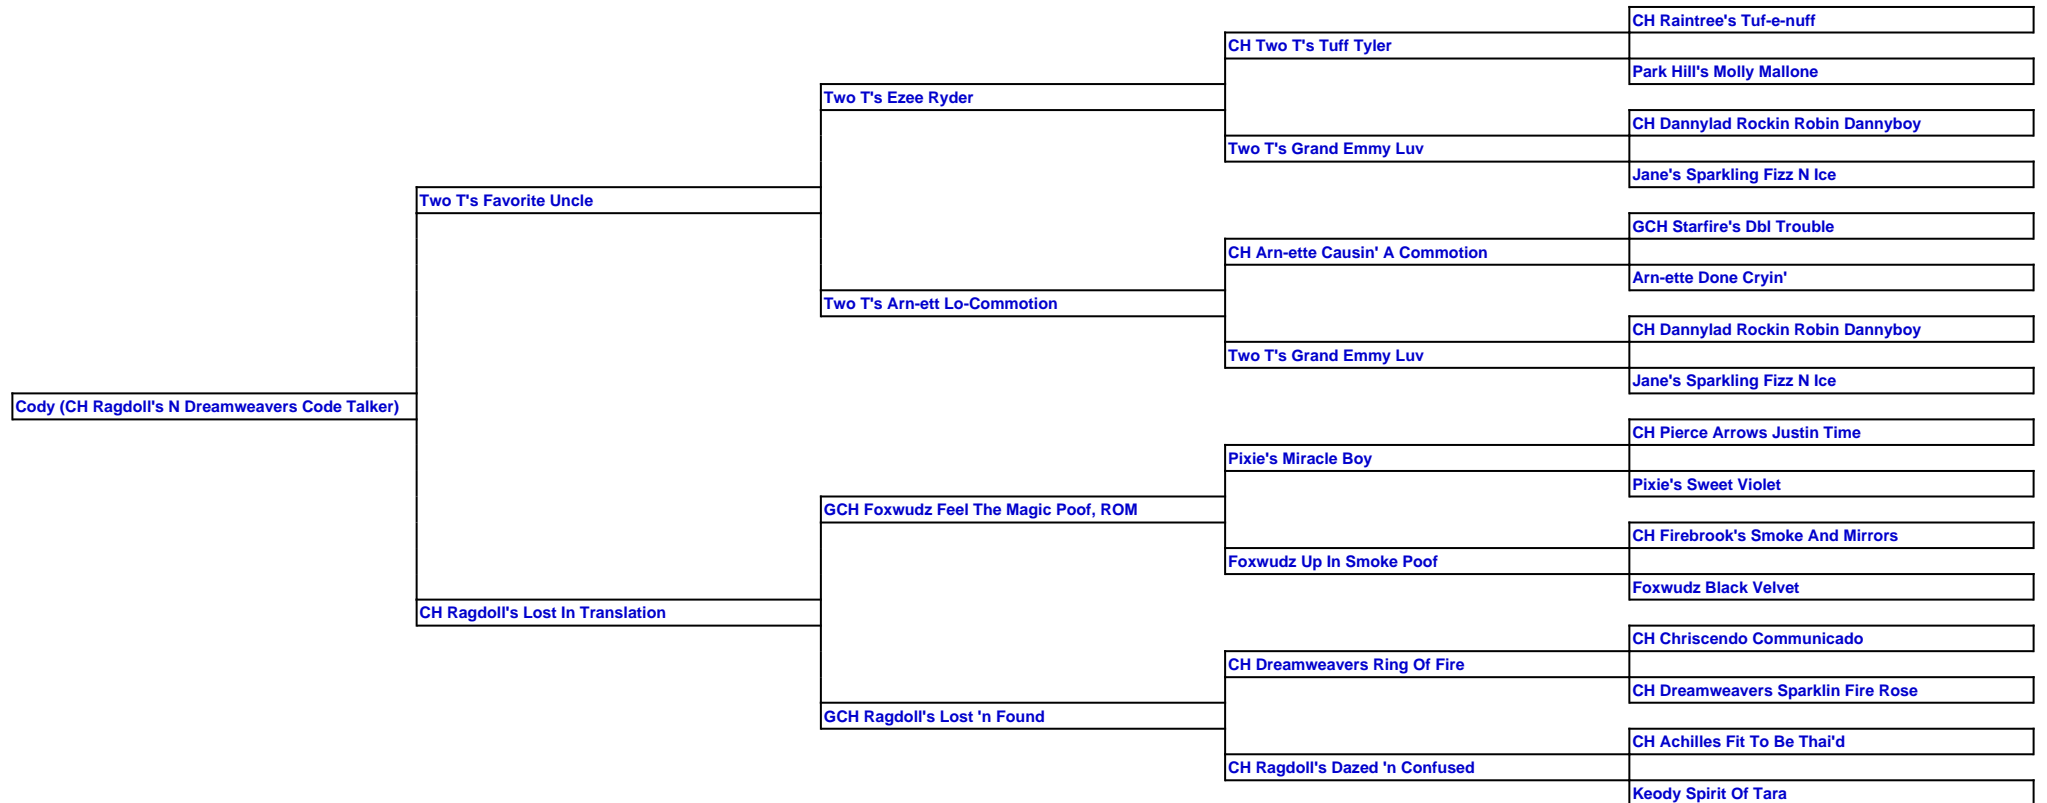 CH Raintree's Tuf-e-nuff
CH Two T's Tuff Tyler
Park Hill's Molly Mallone
Two T's Ezee Ryder
CH Dannylad Rockin Robin Dannyboy
Two T's Grand Emmy Luv
Jane's Sparkling Fizz N Ice
Two T's Favorite Uncle
GCH Starfire's Dbl Trouble
CH Arn-ette Causin' A Commotion
Arn-ette Done Cryin'
Two T's Arn-ett Lo-Commotion
CH Dannylad Rockin Robin Dannyboy
Two T's Grand Emmy Luv
Jane's Sparkling Fizz N Ice
Cody (CH Ragdoll's N Dreamweavers Code Talker)
CH Pierce Arrows Justin Time
Pixie's Miracle Boy
Pixie's Sweet Violet
GCH Foxwudz Feel The Magic Poof, ROM
CH Firebrook's Smoke And Mirrors
Foxwudz Up In Smoke Poof
Foxwudz Black Velvet
CH Ragdoll's Lost In Translation
CH Chriscendo Communicado
CH Dreamweavers Ring Of Fire
CH Dreamweavers Sparklin Fire Rose
GCH Ragdoll's Lost 'n Found
CH Achilles Fit To Be Thai'd
CH Ragdoll's Dazed 'n Confused
Keody Spirit Of Tara